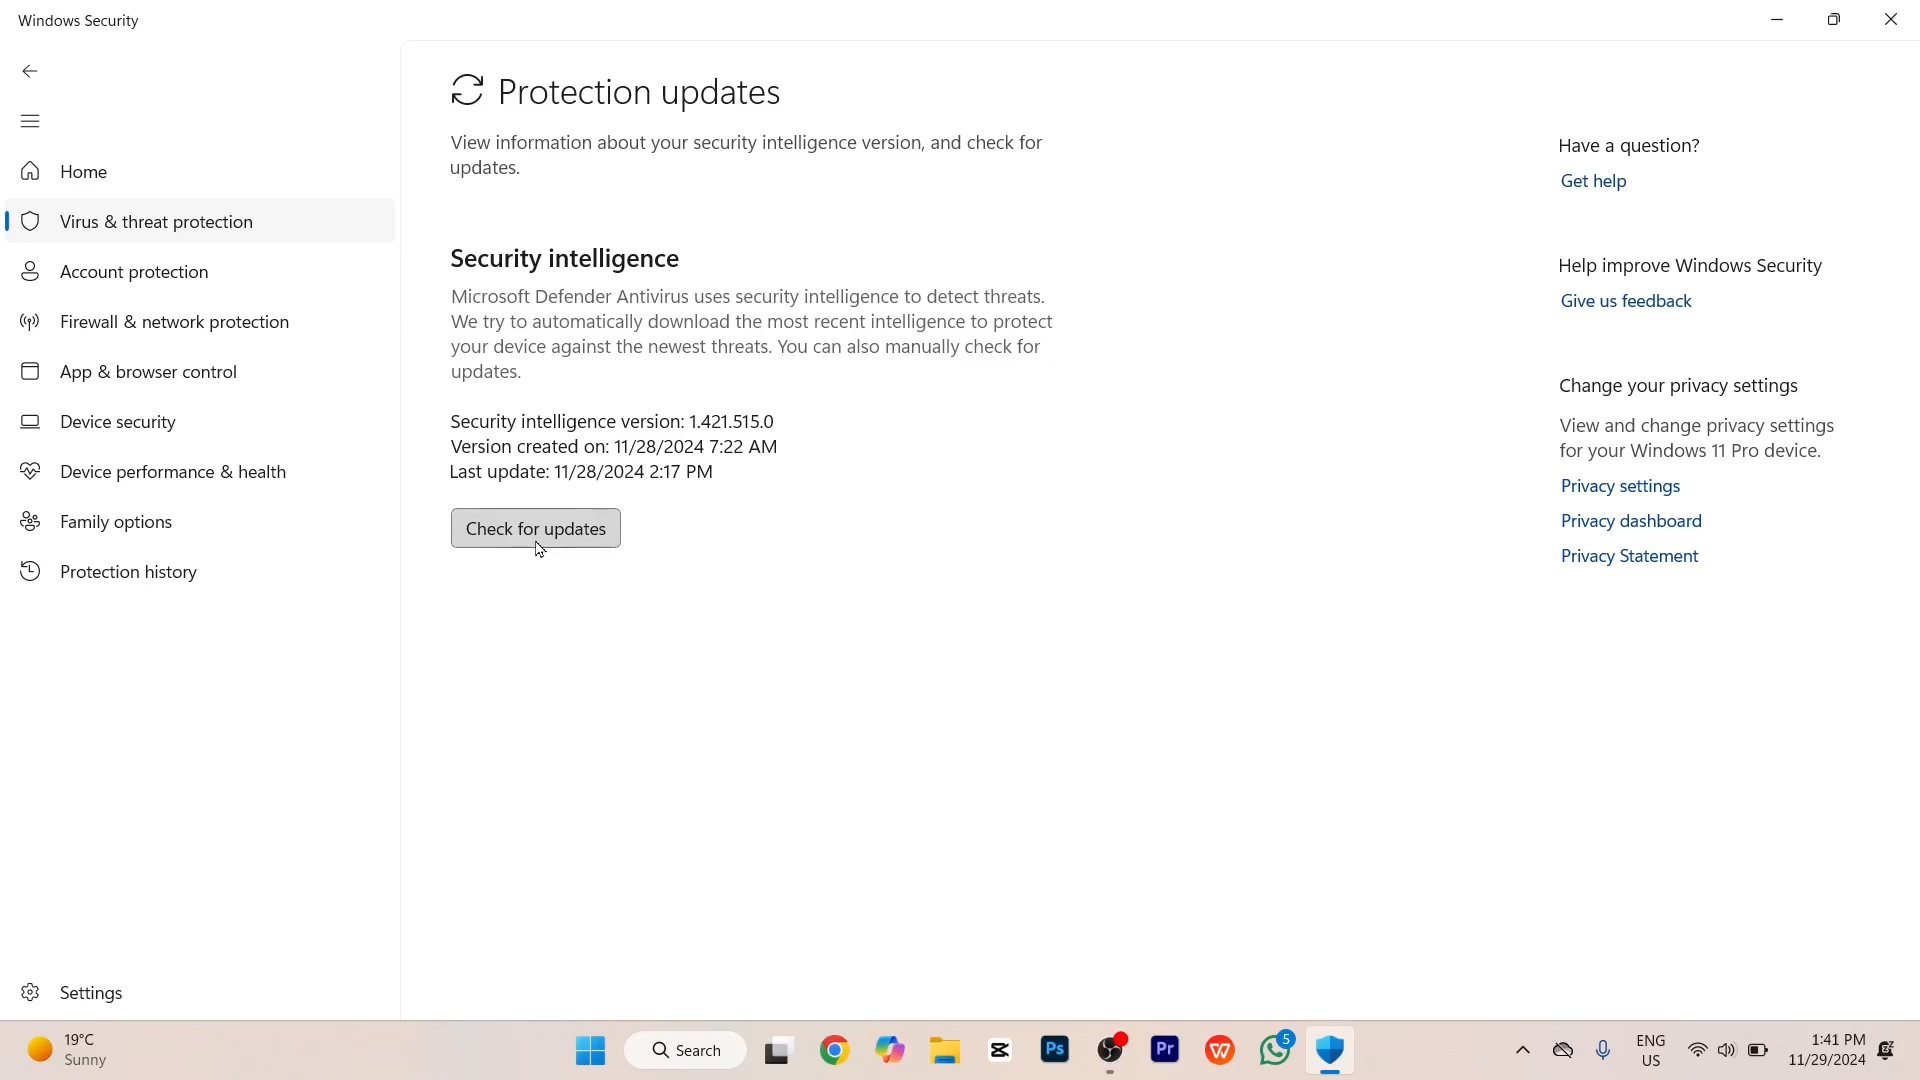 Windows Security
Home
Virus & threat protection
Account protection
Firewall & network protection
App & browser control
Device security
Device performance & health
Family options
Protection history
Settings
Protection updates
View information about your security intelligence version, and check for
updates.
Security intelligence
Microsoft Defender Antivirus uses security intelligence to detect threats.
We try to automatically download the most recent intelligence to protect
your device against the newest threats. You can also manually check for
updates.
Security intelligence version: 1.421.515.0
Version created on: 11/28/2024 7:22 AM
Last update: 11/28/2024 2:17 PM
Check for updates
Have a question?
Get help
Help improve Windows Security
Give us feedback
Change your privacy settings
View and change privacy settings
for your Windows 11 Pro device.
Privacy settings
Privacy dashboard
Privacy Statement
19°C
Sunny
Search
Ps
Pr
W
5
ENG
US
1:41 PM
11/29/2024